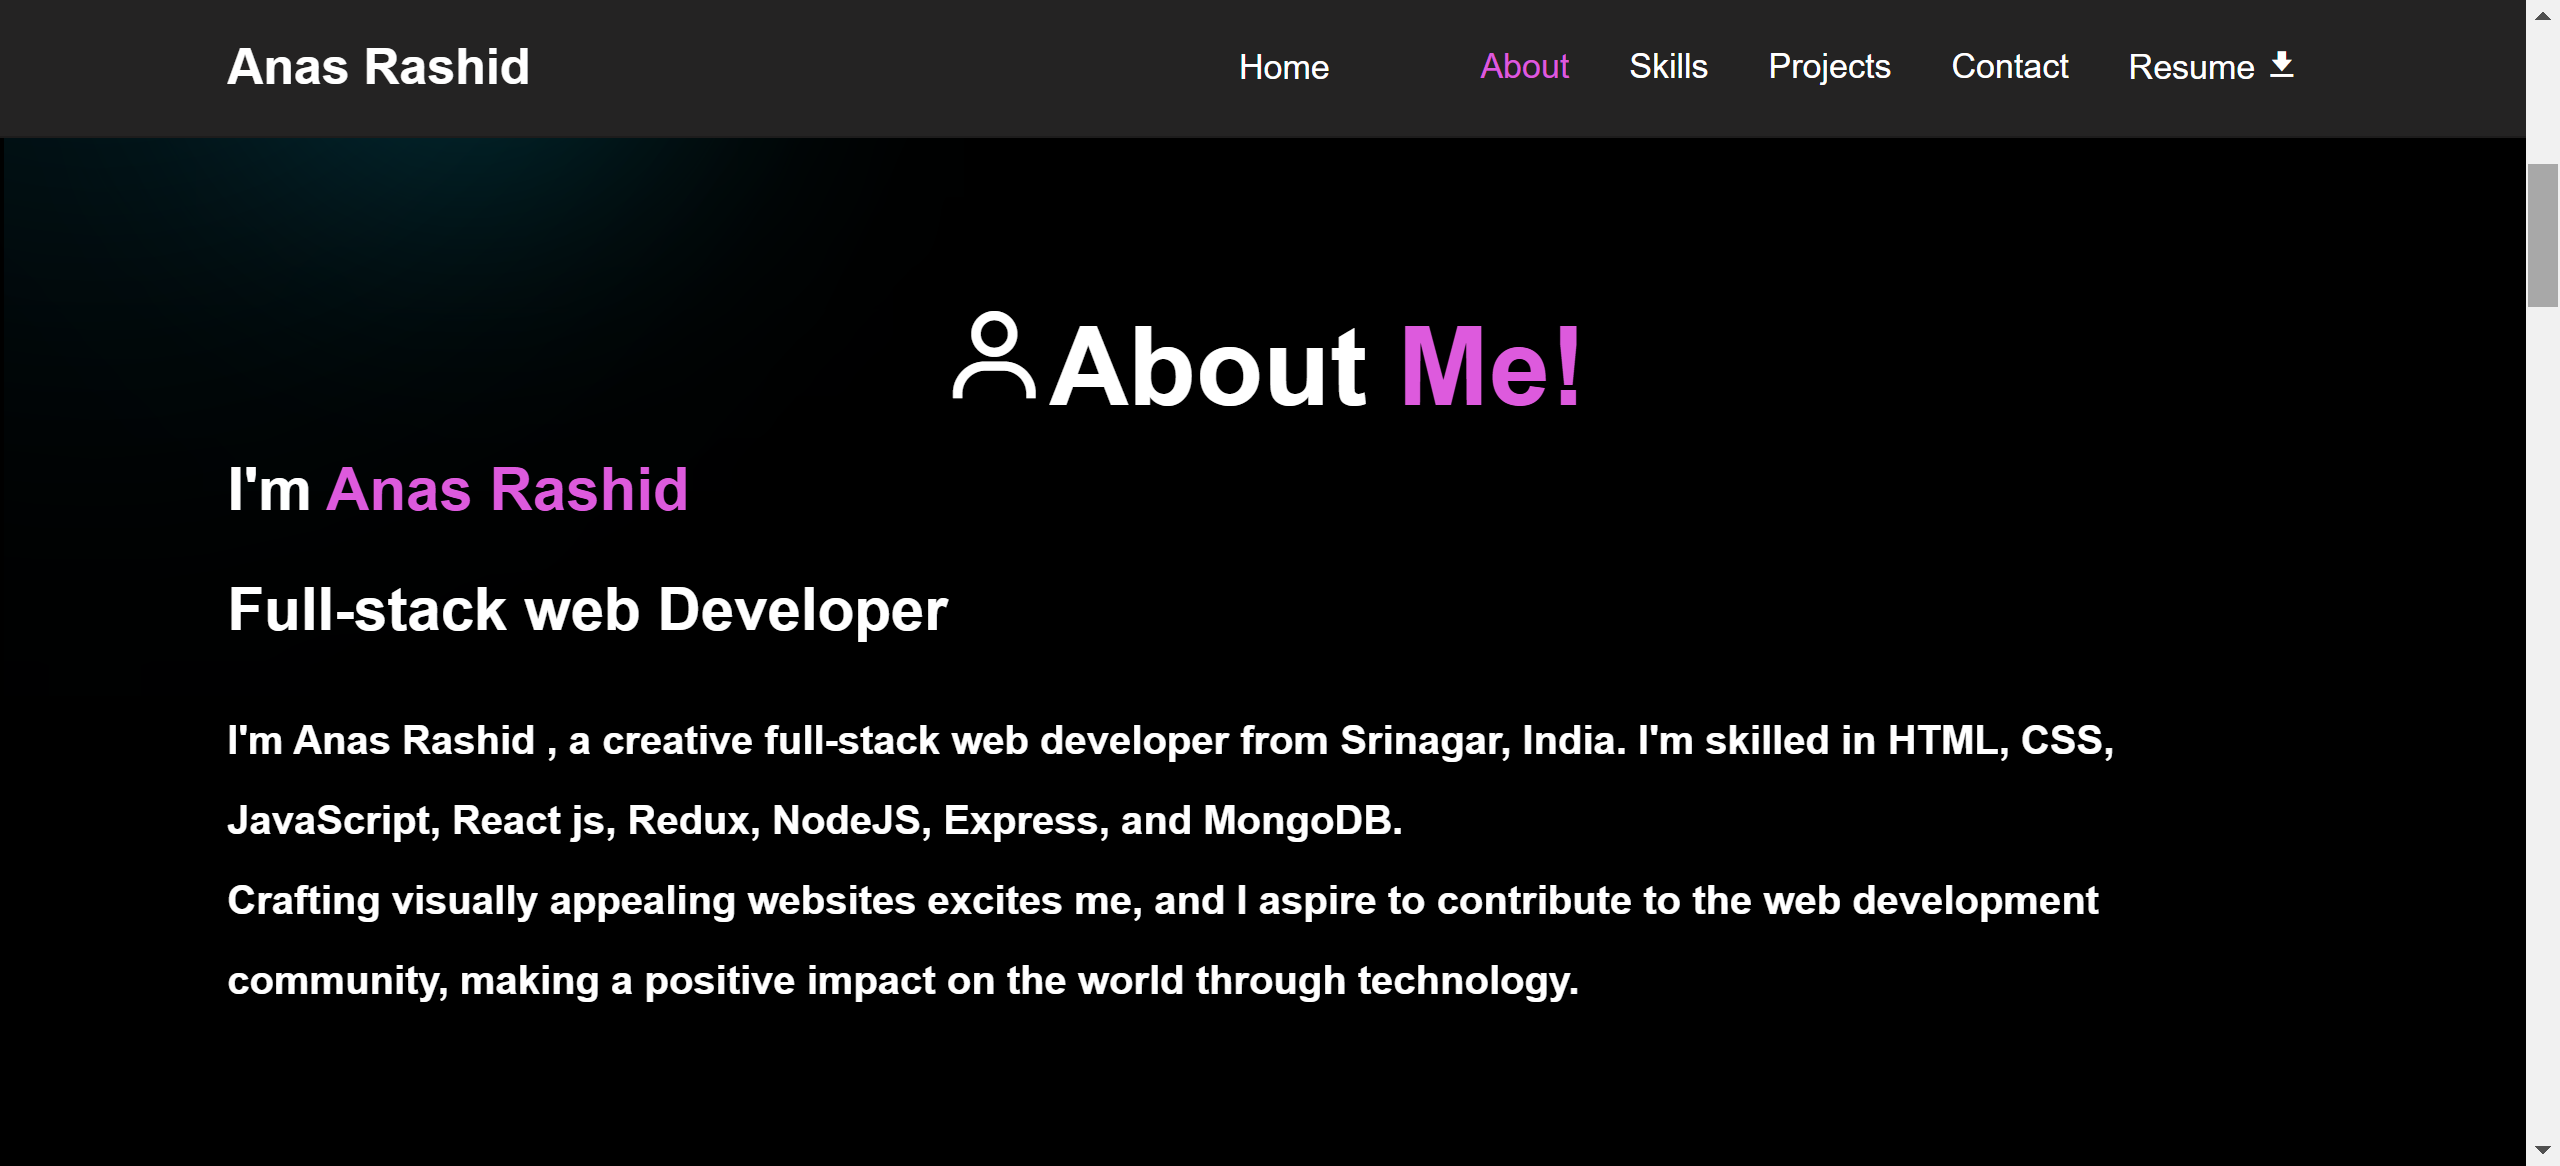 Anas Rashid
Home About Skills Projects Contact Resume
About Me!
I'm Anas Rashid
Full-stack web Developer
I'm Anas Rashid , a creative full-stack web developer from Srinagar, India. I'm skilled in HTML, CSS,
JavaScript, React js, Redux, NodeJS, Express, and MongoDB.
Crafting visually appealing websites excites me, and I aspire to contribute to the web development
community, making a positive impact on the world through technology.